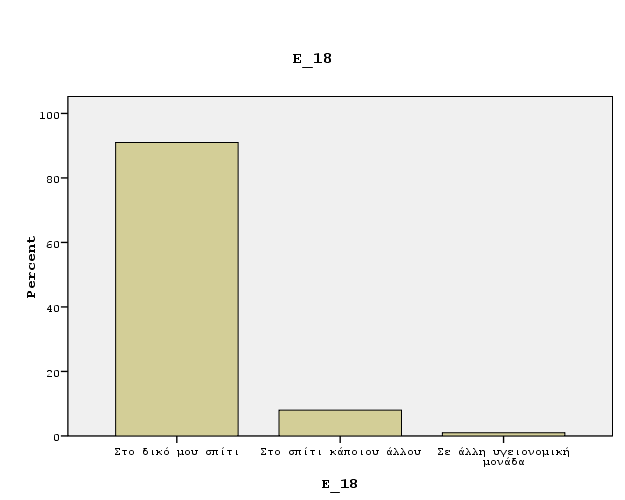 E_18
Percent
100
80
60
40
20
0
Στο δικό μου σπίτι
Στο σπίτι κάποιου άλλου
Σε άλλη υγειονομική
μονάδα
E_18